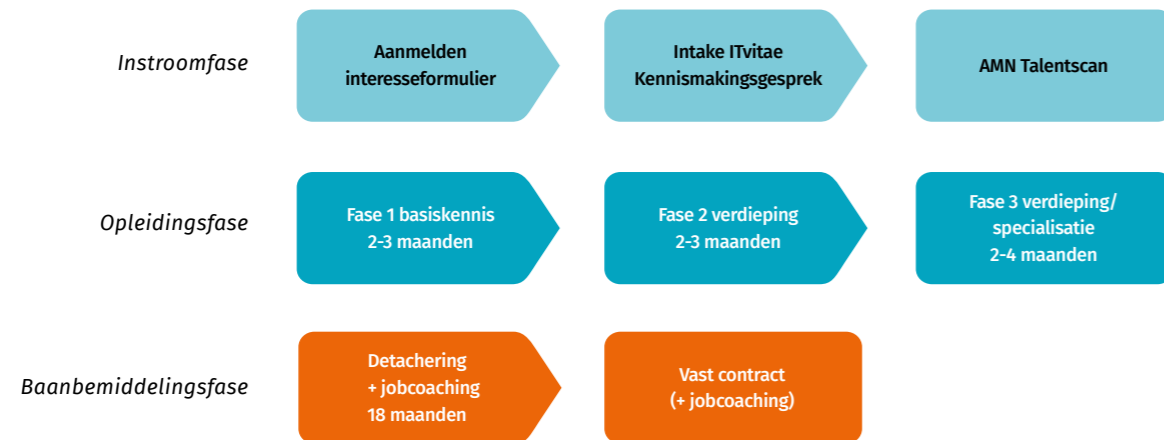 Instroomfase
Aanmelden
interesseformulier
Intake ITvitae
Kennismakingsgesprek
AMN Talentscan
Opleidingsfase
Fase 1 basiskennis
2-3 maanden
Fase 2 verdieping
2-3 maanden
Fase 3 verdieping/
specialisatie
2-4 maanden
Baanbemiddelingsfase
Detachering
+ jobcoaching
18 maanden
Vast contract
(+ jobcoaching)